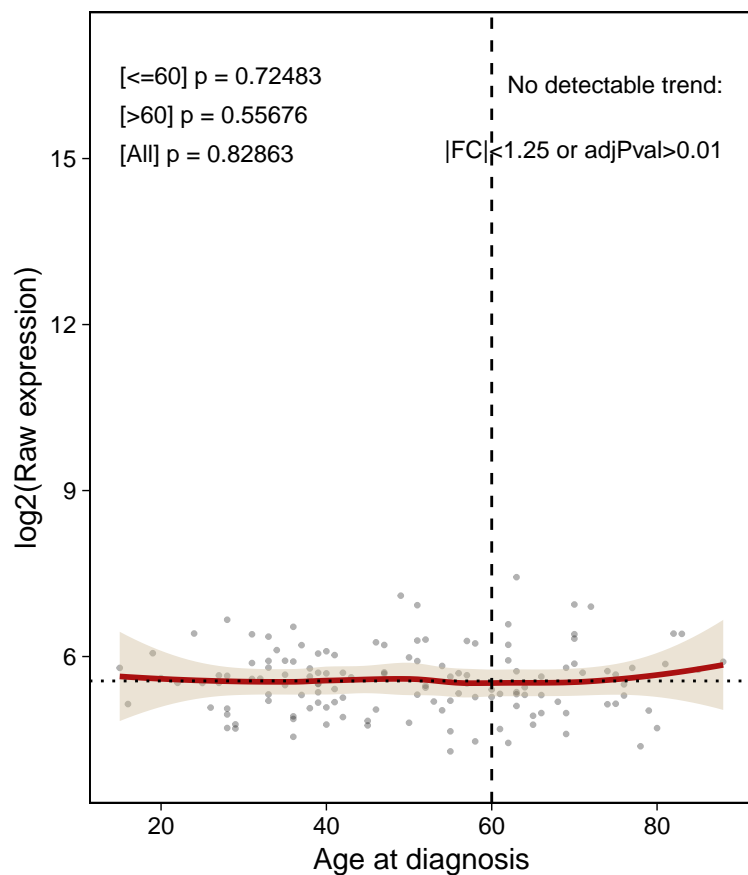 [<=60] p = 0.72483
[>60] p = 0.55676
[All] p = 0.82863
No detectable trend:
|FC|<1.25 or adjPval>0.01
15
12
9
6
log2(Raw expression)
20
40
60
80
Age at diagnosis